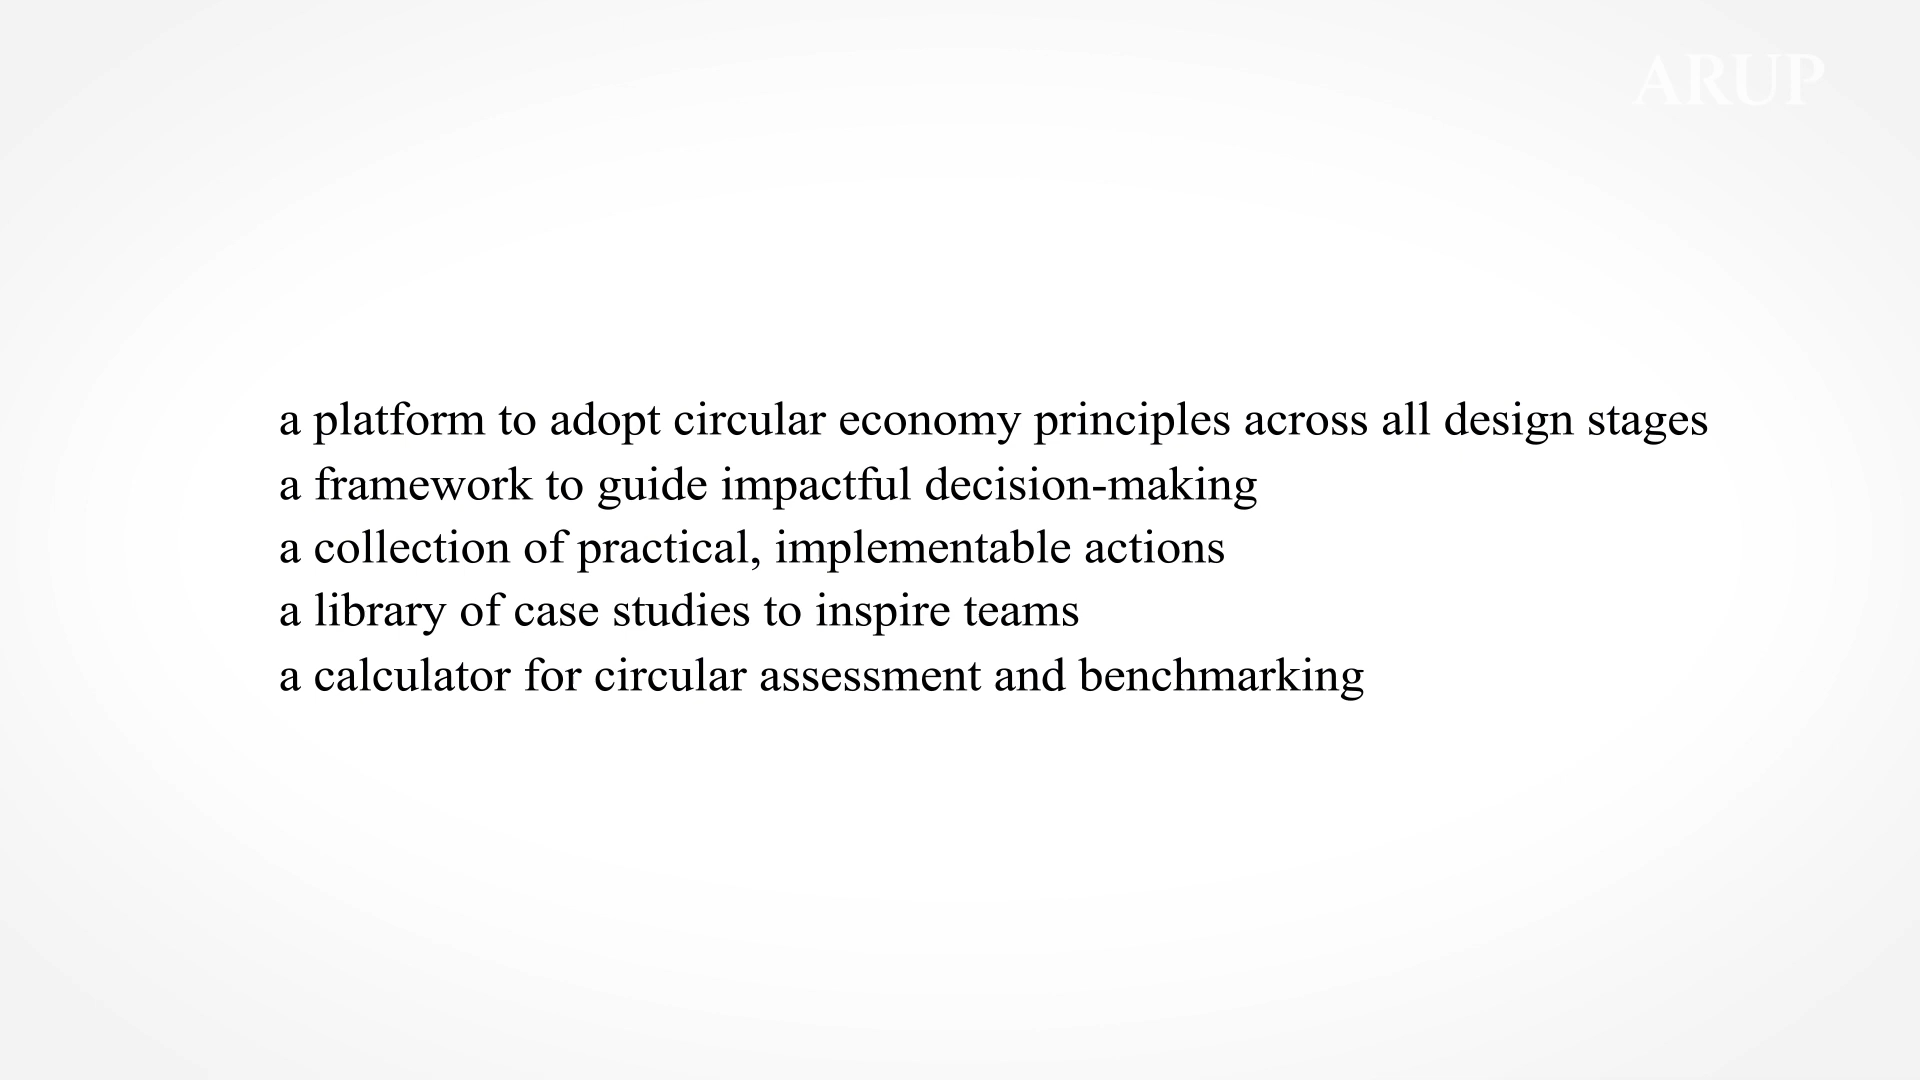 ARUP
a platform to adopt circular economy principles across all design stages
a framework to guide impactful decision-making
a collection of practical, implementable actions
a library of case studies to inspire teams
a calculator for circular assessment and benchmarking